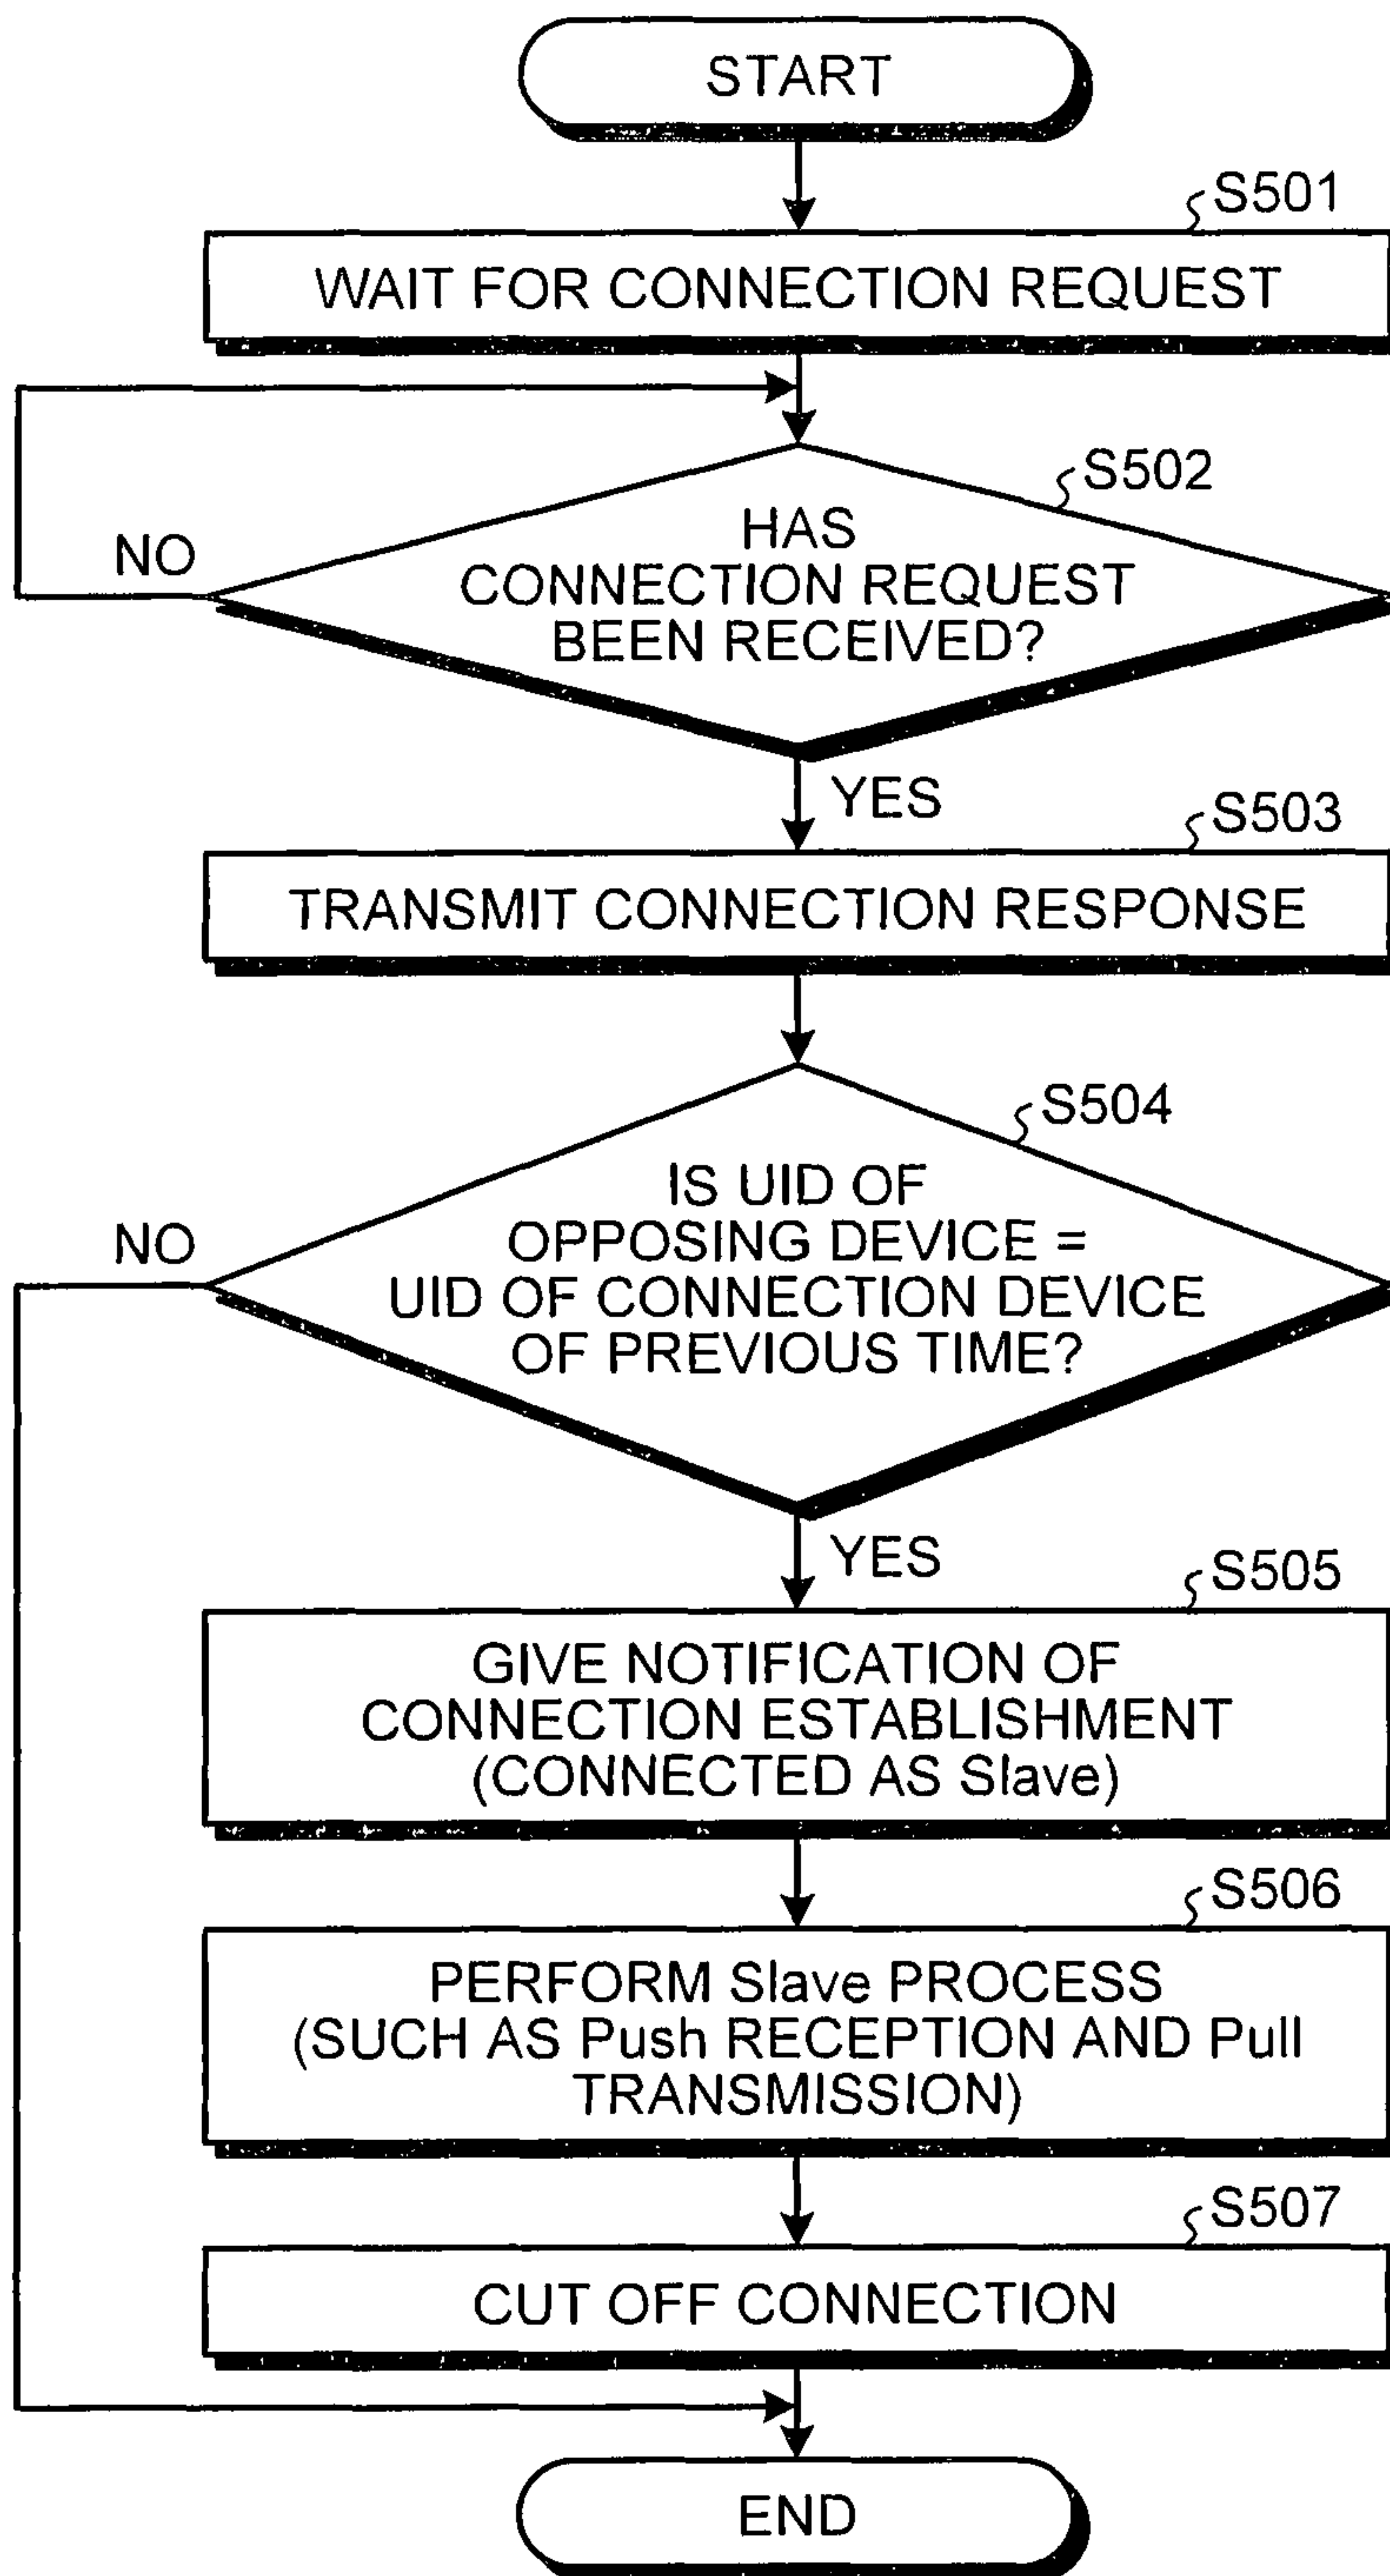 START
S501
WAIT FOR CONNECTION REQUEST
S502
HAS
CONNECTION REQUEST
BEEN RECEIVED?
NO
YES
S503
TRANSMIT CONNECTION RESPONSE
S504
IS UID OF
OPPOSING DEVICE =
UID OF CONNECTION DEVICE
OF PREVIOUS TIME?
NO
YES
S505
GIVE NOTIFICATION OF
CONNECTION ESTABLISHMENT
(CONNECTED AS Slave)
S506
PERFORM Slave PROCESS
(SUCH AS Push RECEPTION AND Pull
TRANSMISSION)
S507
CUT OFF CONNECTION
END